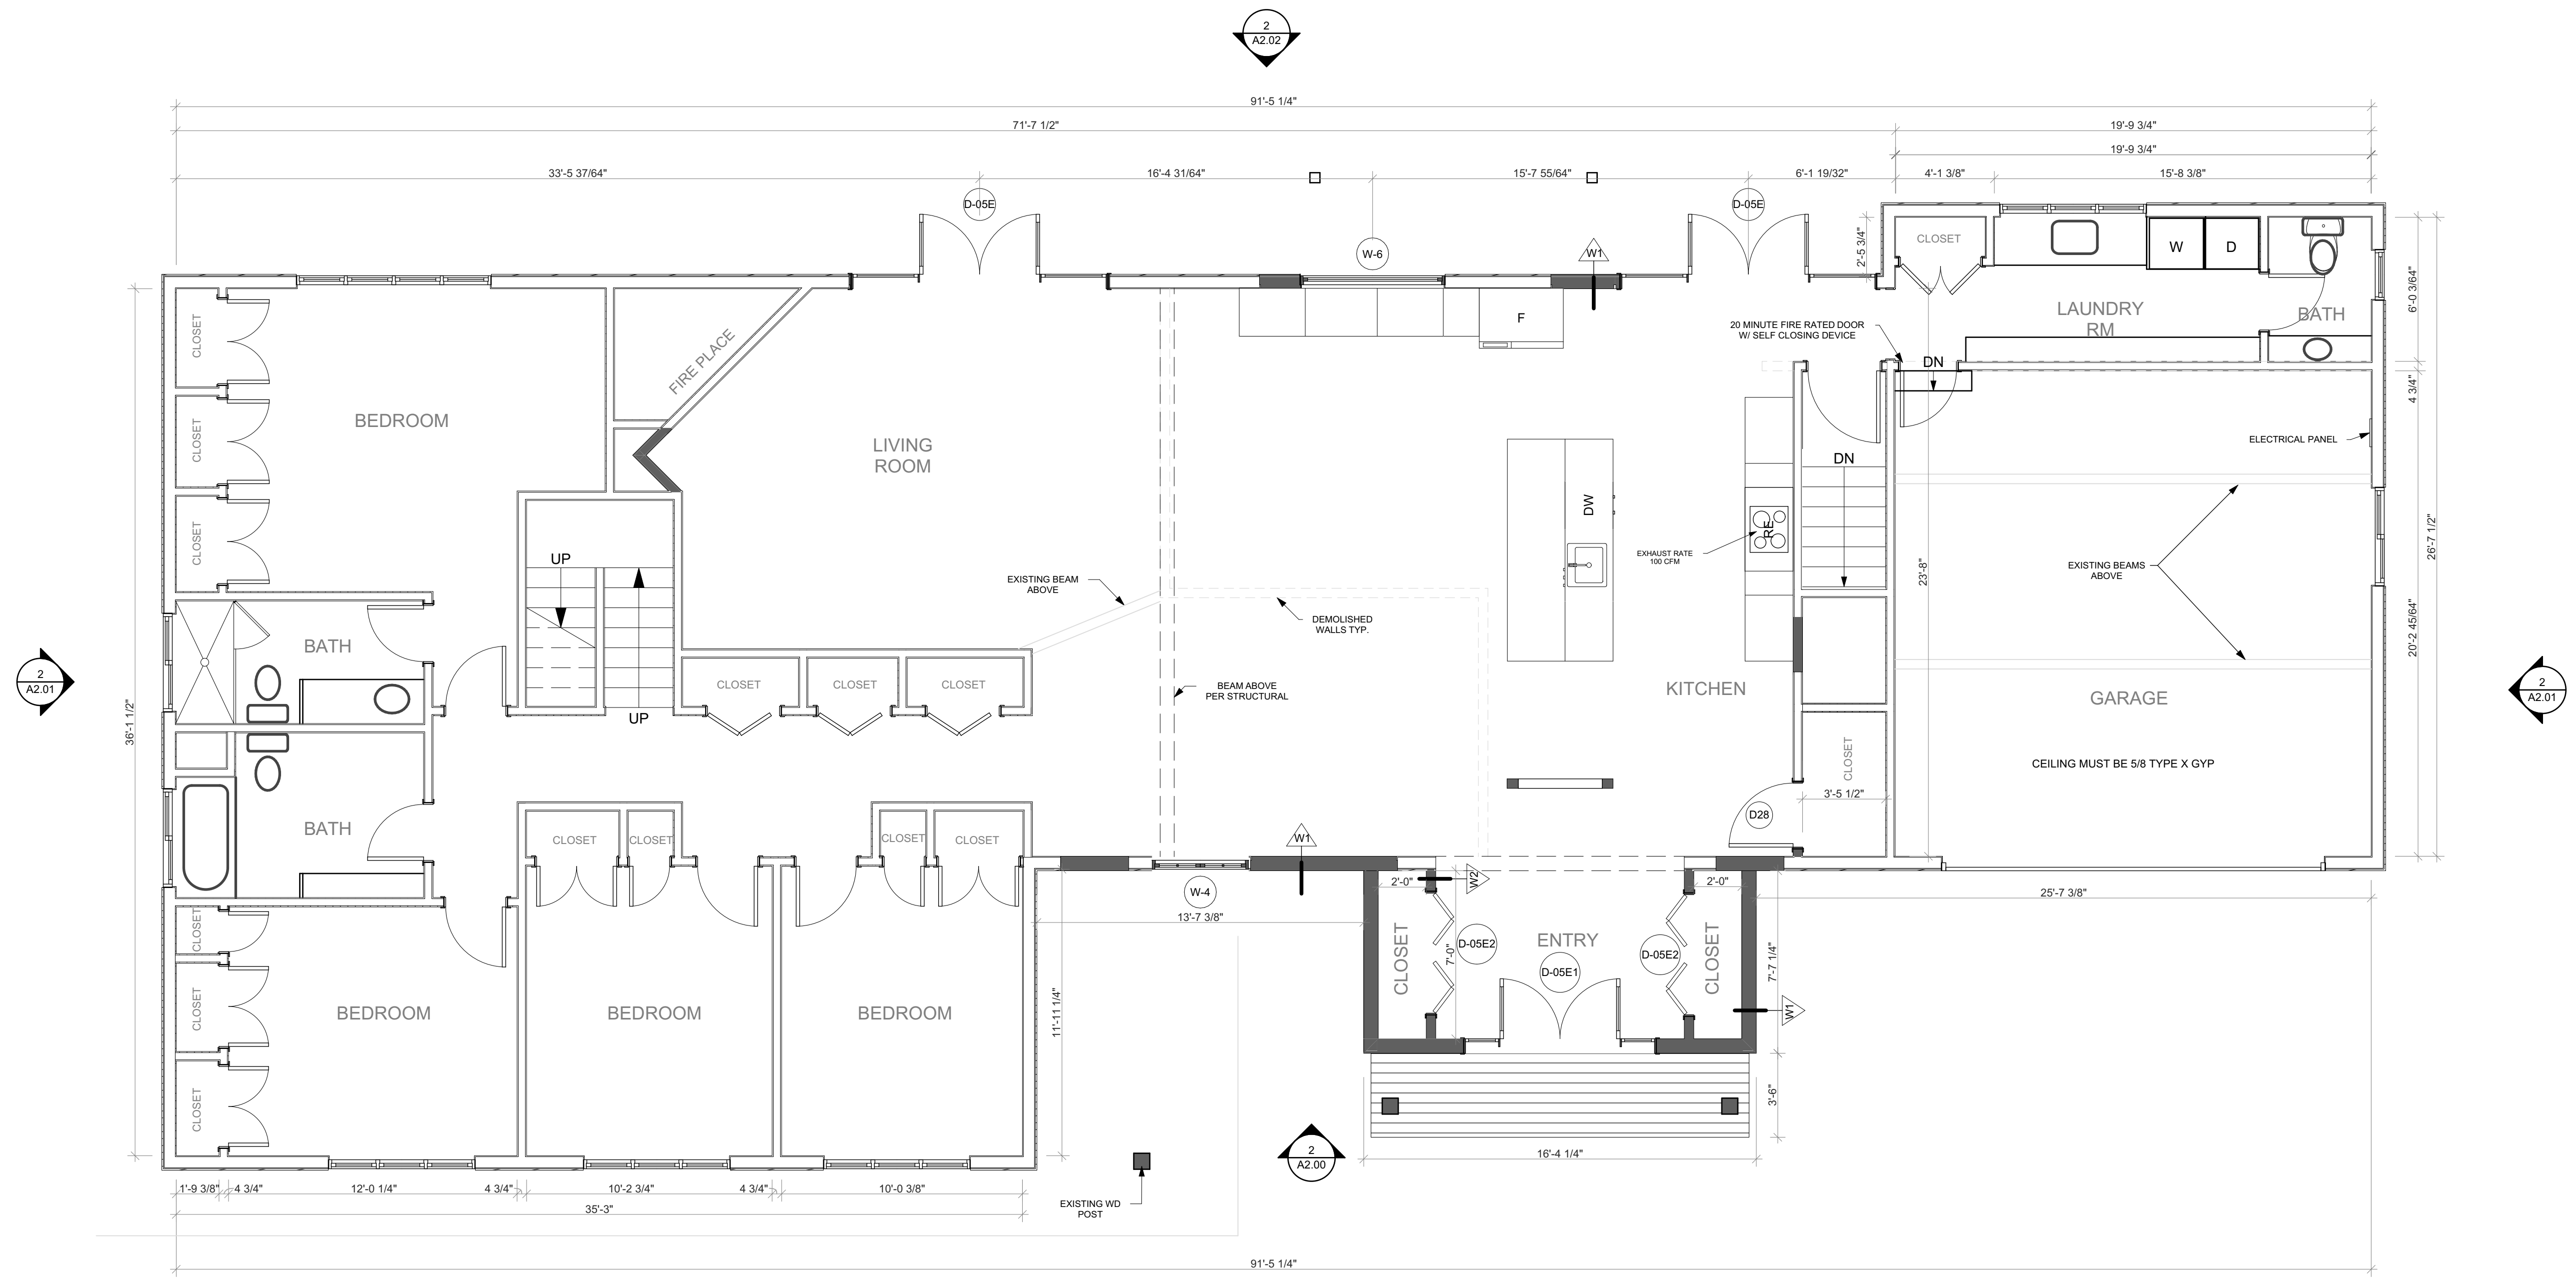 2
A2.02
91'-5 1/4"
71'-7 1/2"
19'-9 3/4"
19'-9 3/4"
33'-5 37/64"
16'-4 31/64"
15'-7 55/64"
6'-1 19/32"
4'-1 3/8"
15'-8 3/8"
D-05E
D-05E
W-6
W1
2'-5 3/4"
CLOSET
W
D
6'-0 3/64"
LAUNDRY
RM
BATH
F
20 MINUTE FIRE RATED DOOR
W/ SELF CLOSING DEVICE
DN
CLOSET
FIRE PLACE
4 3/4"
BEDROOM
CLOSET
LIVING
ROOM
ELECTRICAL PANEL
DN
CLOSET
DW
RE
EXHAUST RATE
100 CFM
UP
26'-7 1/2"
23'-8"
EXISTING BEAMS
ABOVE
EXISTING BEAM
ABOVE
DEMOLISHED
WALLS TYP.
20'-2 45/64"
BATH
2
A2.01
CLOSET
CLOSET
CLOSET
BEAM ABOVE
PER STRUCTURAL
KITCHEN
GARAGE
2
A2.01
UP
36'-1 1/2"
CEILING MUST BE 5/8 TYPE X GYP
CLOSET
3'-5 1/2"
D28
BATH
CLOSET
CLOSET
CLOSET
CLOSET
W1
W-4
W2
2'-0"
2'-0"
25'-7 3/8"
13'-7 3/8"
CLOSET
CLOSET
7'-0"
D-05E2
ENTRY
D-05E2
CLOSET
D-05E1
7'-7 1/4"
CLOSET
BEDROOM
BEDROOM
BEDROOM
11'-11 1/4"
W1
CLOSET
3'-6"
2
A2.00
16'-4 1/4"
1'-9 3/8"
4 3/4"
12'-0 1/4"
4 3/4"
10'-2 3/4"
4 3/4"
10'-0 3/8"
EXISTING WD
POST
35'-3"
91'-5 1/4"